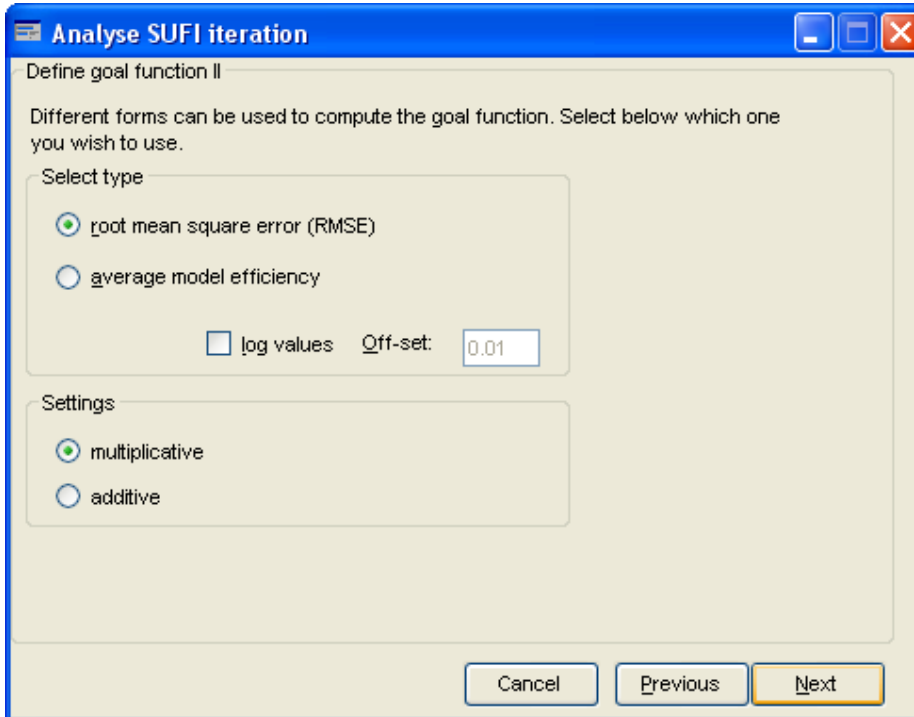 Analyse SUFI iteration
Define goal function II
Different forms can be used to compute the goal function. Select below which one
you wish to use.
Select type
root mean square error (RMSE)
average model efficiency
log values Off-set: 0.01
Settings
multiplicative
additive
Cancel Previous Next